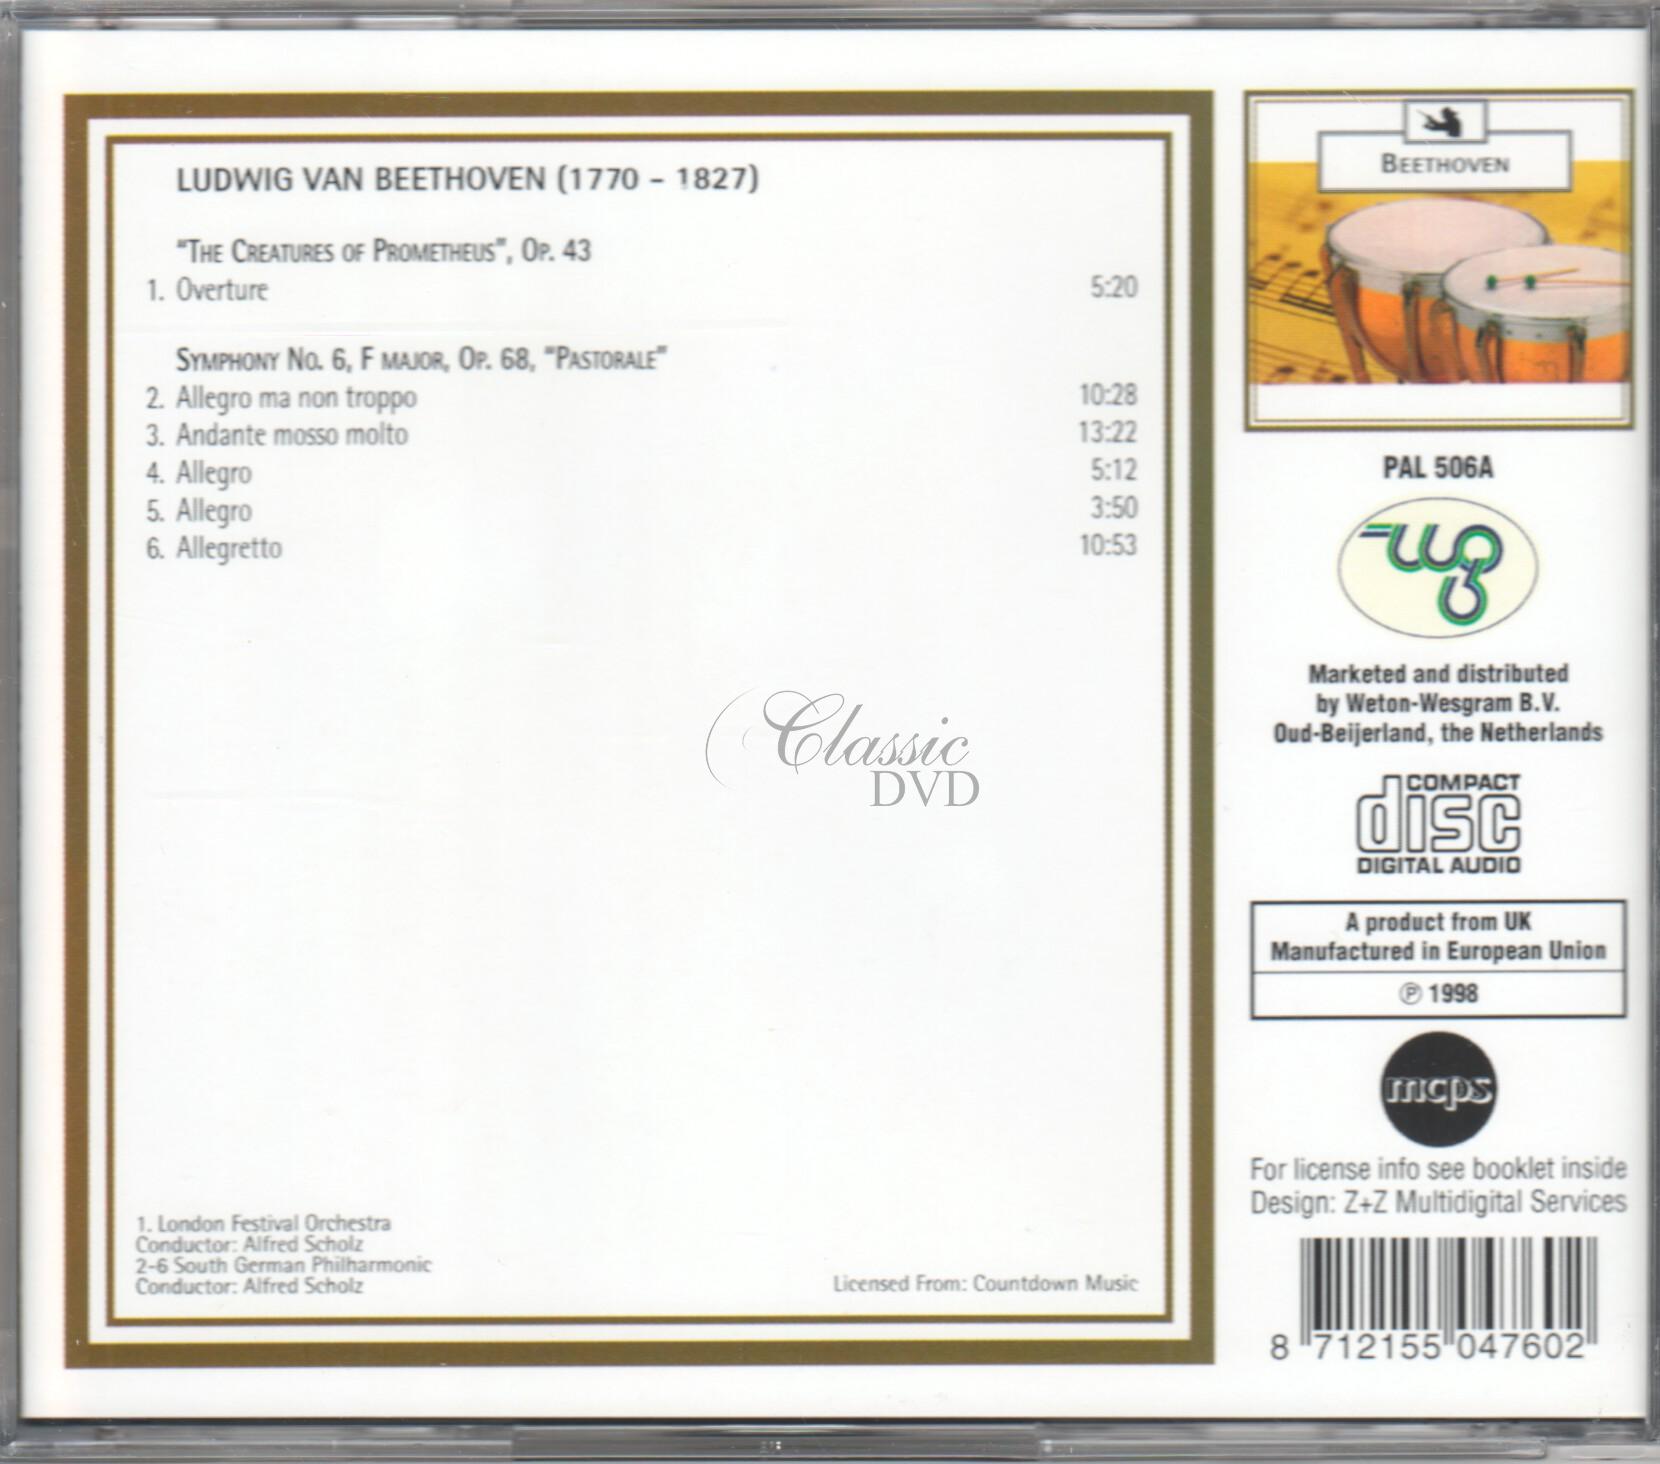 LUDWIG VAN BEETHOVEN (1770 – 1827)
"THE CREATURES OF PROMETHEUS", OP. 43
1. Overture 5:20
SYMPHONY NO. 6, F MAJOR, OP. 68, "PASTORALE"
2. Allegro ma non troppo 10:28
3. Andante mosso molto 13:22
4. Allegro 5:12
5. Allegro 3:50
6. Allegretto 10:53
Classic
DVD
1. London Festival Orchestra
Conductor: Alfred Scholz
2-6 South German Philharmonic
Conductor: Alfred Scholz
Licensed From: Countdown Music
BEETHOVEN
PAL 506A
Marketed and distributed
by Weton-Wesgram B.V.
Oud-Beijerland, the Netherlands
COMPACT
disc
DIGITAL AUDIO
A product from UK
Manufactured in European Union
℗ 1998
mcps
For license info see booklet inside
Design: Z+Z Multidigital Services
8 712155 047602